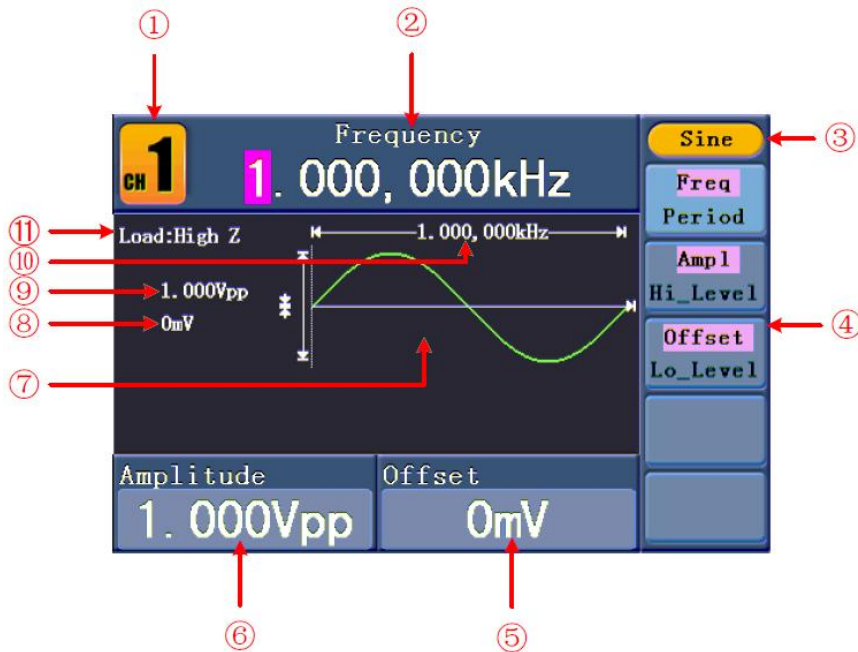 ①
②
CH 1
Frequency
1.000,000kHz
Sine
③
Freq
Period
⑪
Load:High Z
1.000,000kHz
⑩
Ampl
Hi_Level
⑨
1.000Vpp
⑧
0mV
④
Offset
Lo_Level
⑦
Amplitude
Offset
1.000Vpp
0mV
⑥
⑤